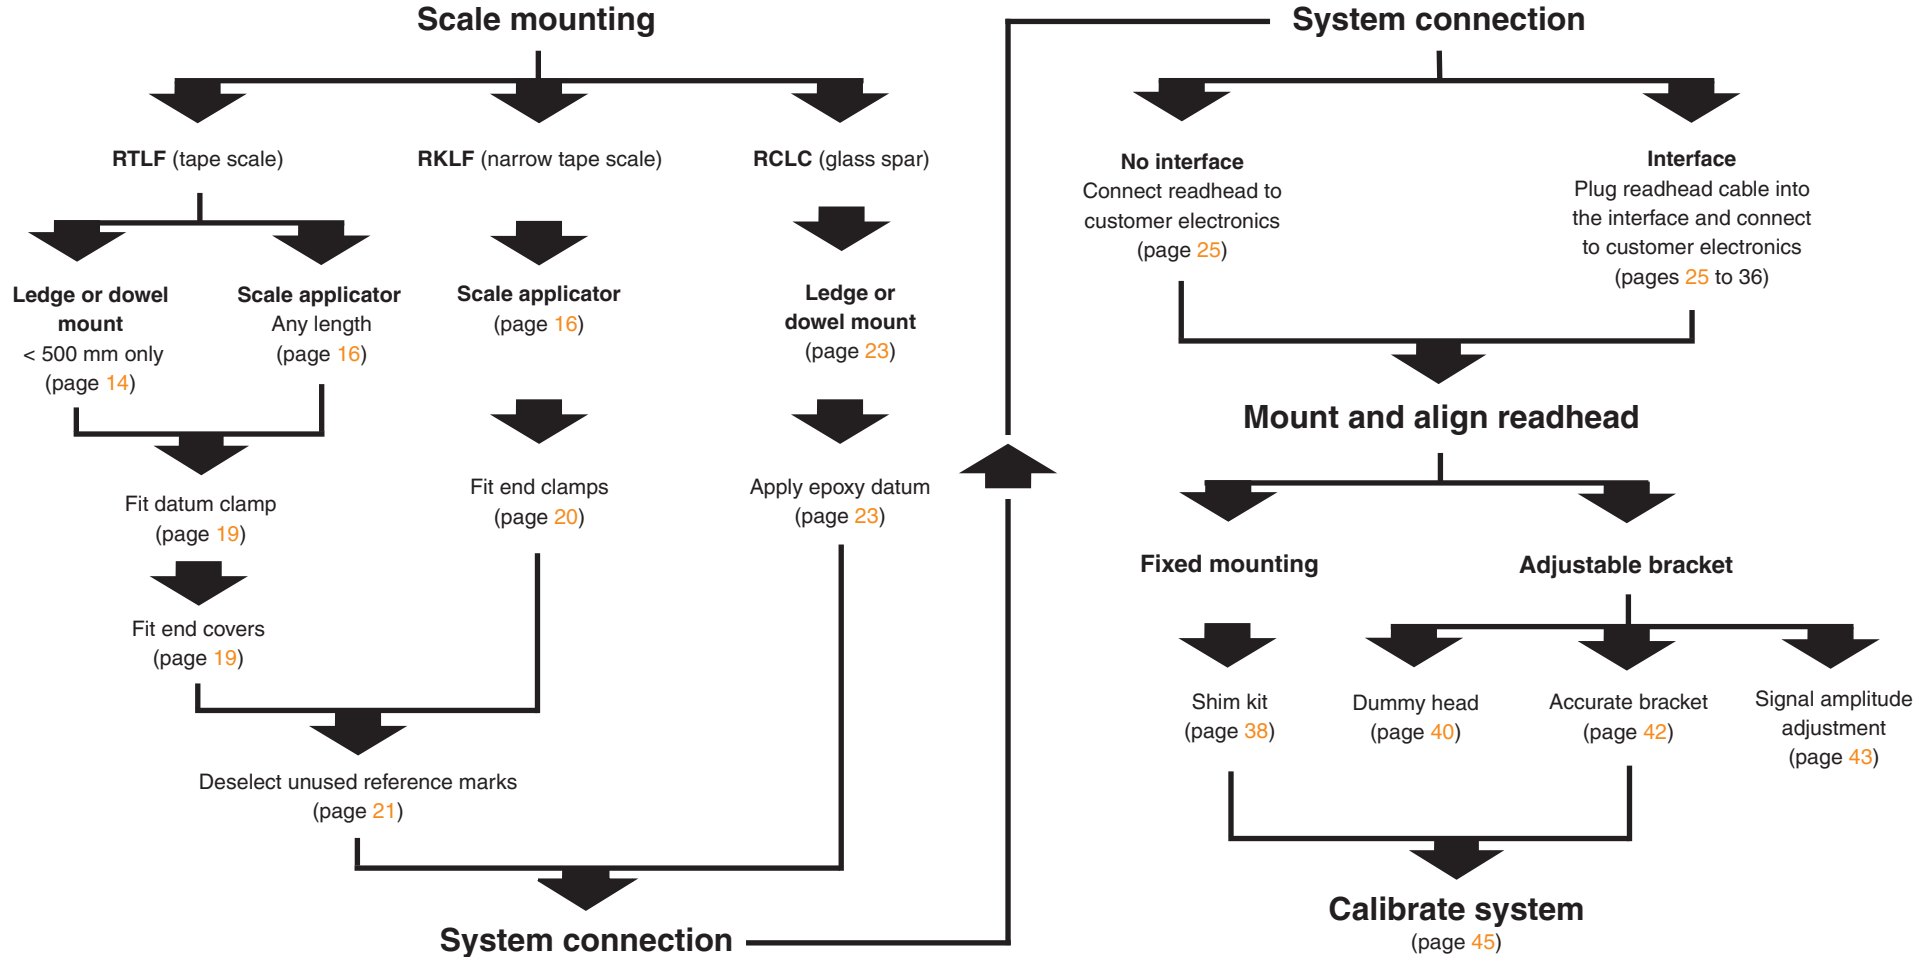 Scale mounting
RTLF (tape scale)
RKLF (narrow tape scale)
RCLC (glass spar)
Ledge or dowel
mount
< 500 mm only
(page 14)
Scale applicator
Any length
(page 16)
Scale applicator
(page 16)
Ledge or
dowel mount
(page 23)
Fit datum clamp
(page 19)
Fit end clamps
(page 20)
Apply epoxy datum
(page 23)
Fit end covers
(page 19)
Deselect unused reference marks
(page 21)
System connection
System connection
No interface
Connect readhead to
customer electronics
(page 25)
Interface
Plug readhead cable into
the interface and connect
to customer electronics
(pages 25 to 36)
Mount and align readhead
Fixed mounting
Adjustable bracket
Shim kit
(page 38)
Dummy head
(page 40)
Accurate bracket
(page 42)
Signal amplitude
adjustment
(page 43)
Calibrate system
(page 45)